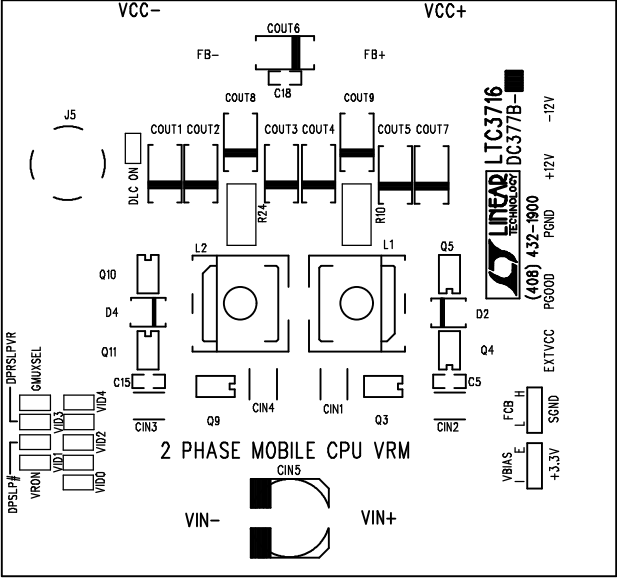 VCC-
VCC+
COUT6
FB-
FB+
C18
COUT8
COUT9
J5
COUT1
COUT2
COUT3
COUT4
COUT5
COUT7
DLC ON
R24
R10
LTC3716
DC377B-
-12V
+12V
LINEAR
TECHNOLOGY
(408) 432-1900
PGND
PGOOD
EXTVCC
L2
L1
Q10
Q5
D4
D2
Q11
Q4
C15
C5
DPRSLPVR
GMUXSEL
VID4
VID3
VID2
VID1
VID0
DPSLP#
VRON
CIN3
Q9
CIN4
CIN1
Q3
CIN2
FCB
L
H
SGND
VBIAS
I
E
+3.3V
2 PHASE MOBILE CPU VRM
CIN5
VIN-
VIN+